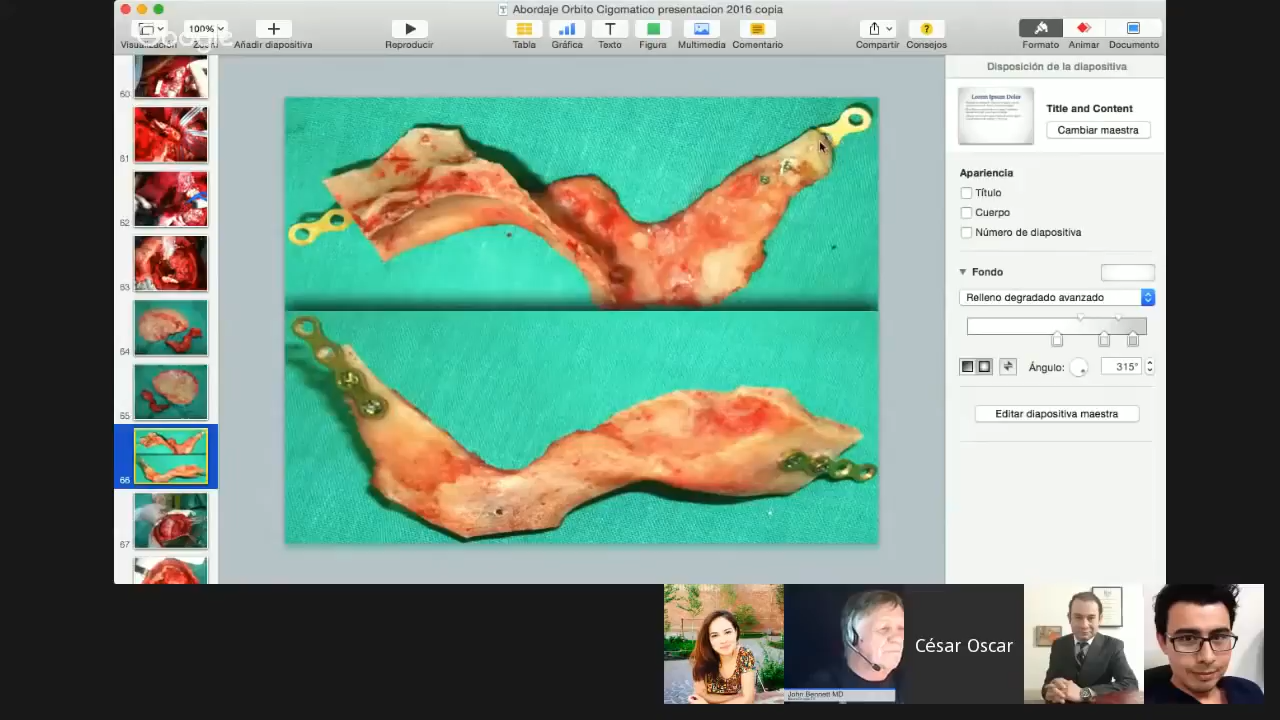 Abordaje Orbito Cigomatico presentacion 2016 copia
Google
100%
Visualización Zoom Añadir diapositiva Reproducir Tabla Gráfica Texto Figura Multimedia Comentario Compartir Consejos Formato Animar Documento
Disposición de la diapositiva
Lorem Ipsum Dolor
Title and Content
Cambiar maestra
Apariencia
Título
Cuerpo
Número de diapositiva
Fondo
Relleno degradado avanzado
Ángulo: 315°
Editar diapositiva maestra
60
61
62
63
64
65
66
67
César Oscar
John Bennett MD